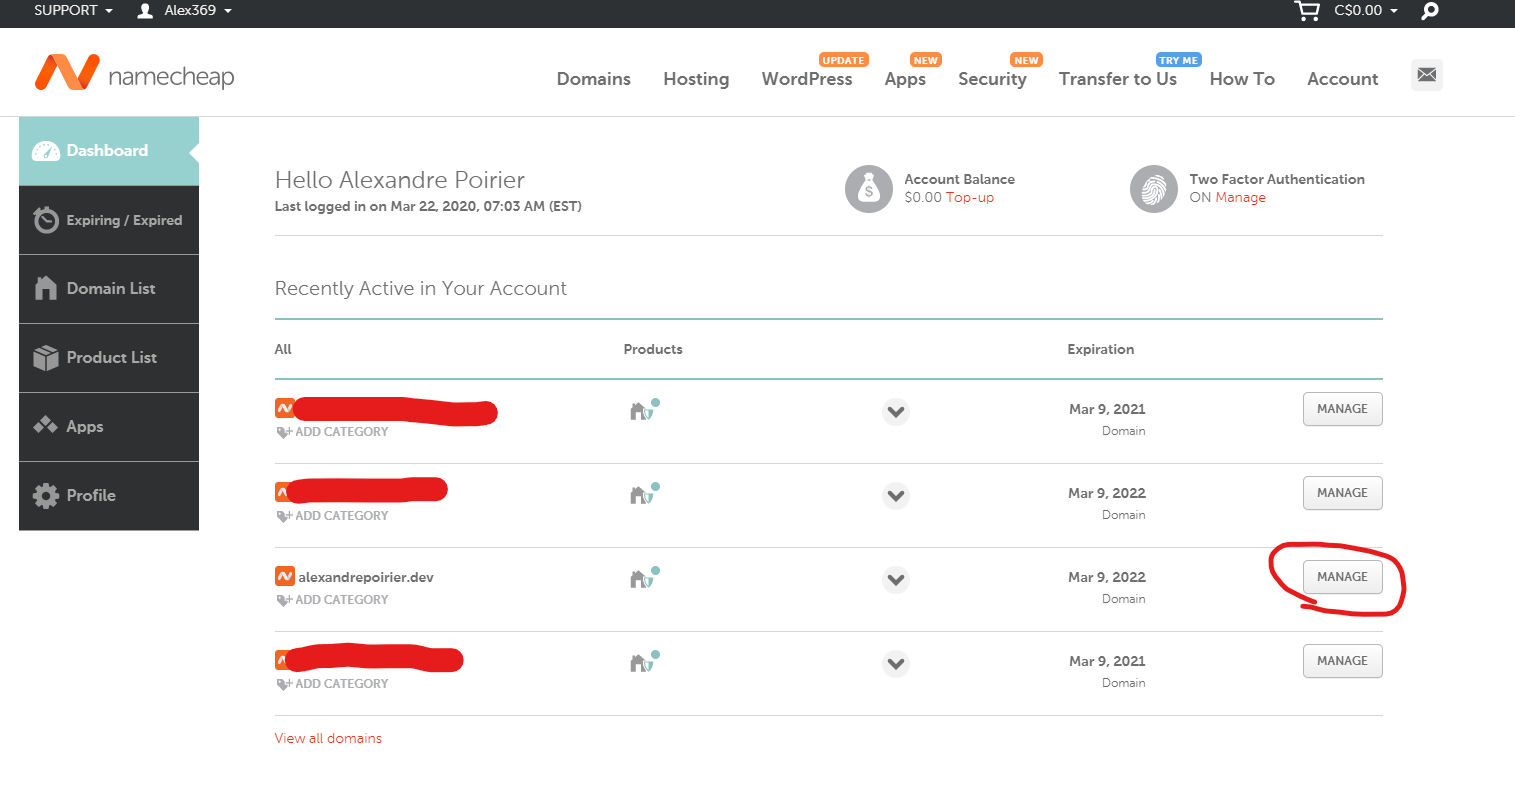 SUPPORT Alex369 C$0.00
namecheap
Domains Hosting WordPress UPDATE Apps NEW Security NEW Transfer to Us TRY ME How To Account
Dashboard
Expiring / Expired
Domain List
Product List
Apps
Profile
Hello Alexandre Poirier
Last logged in on Mar 22, 2020, 07:03 AM (EST)
Account Balance
$0.00 Top-up
Two Factor Authentication
ON Manage
Recently Active in Your Account
All Products Expiration
Mar 9, 2021 MANAGE
ADD CATEGORY Domain
Mar 9, 2022 MANAGE
ADD CATEGORY Domain
alexandrepoirier.dev Mar 9, 2022 MANAGE
ADD CATEGORY Domain
Mar 9, 2021 MANAGE
ADD CATEGORY Domain
View all domains